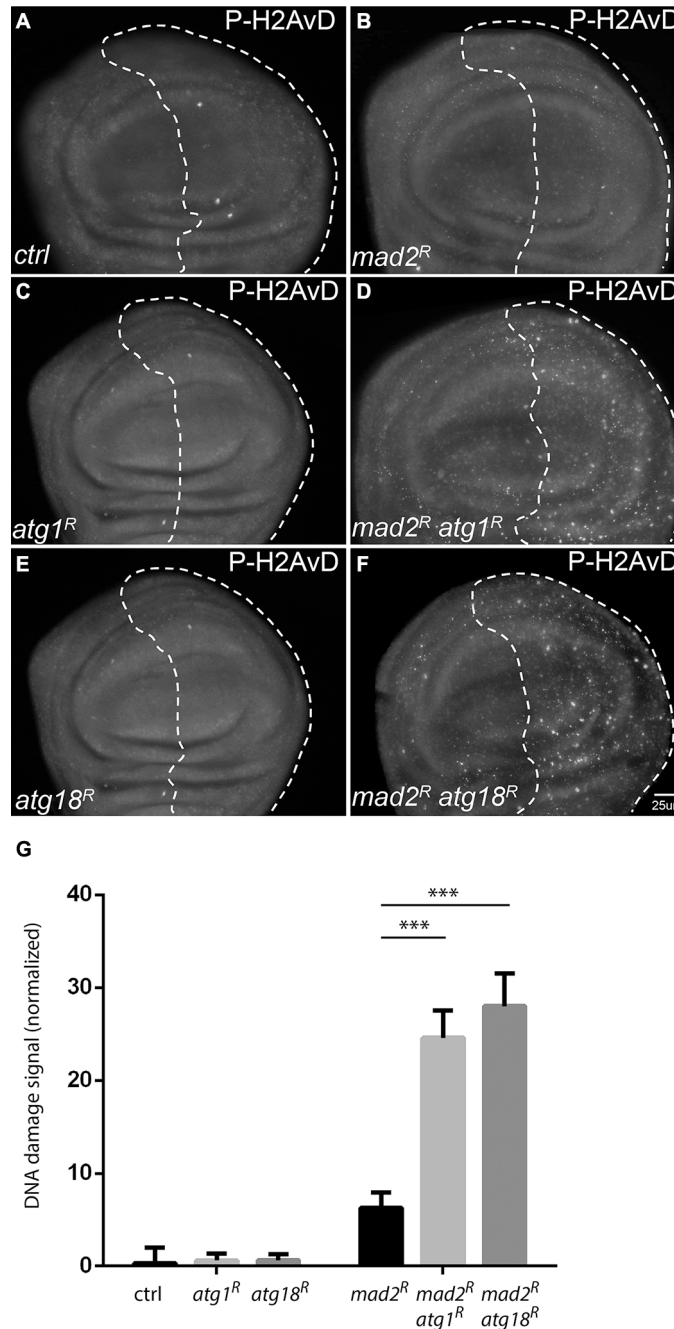 A
P-H2AvD
ctrl
B
P-H2AvD
mad2ᴿ
C
P-H2AvD
atg1ᴿ
D
P-H2AvD
mad2ᴿ atg1ᴿ
E
P-H2AvD
atg18ᴿ
F
P-H2AvD
mad2ᴿ atg18ᴿ
25um
G
DNA damage signal (normalized)
40
30
20
10
0
***
***
ctrl
atg1ᴿ
atg18ᴿ
mad2ᴿ
mad2ᴿ
atg1ᴿ
mad2ᴿ
atg18ᴿ